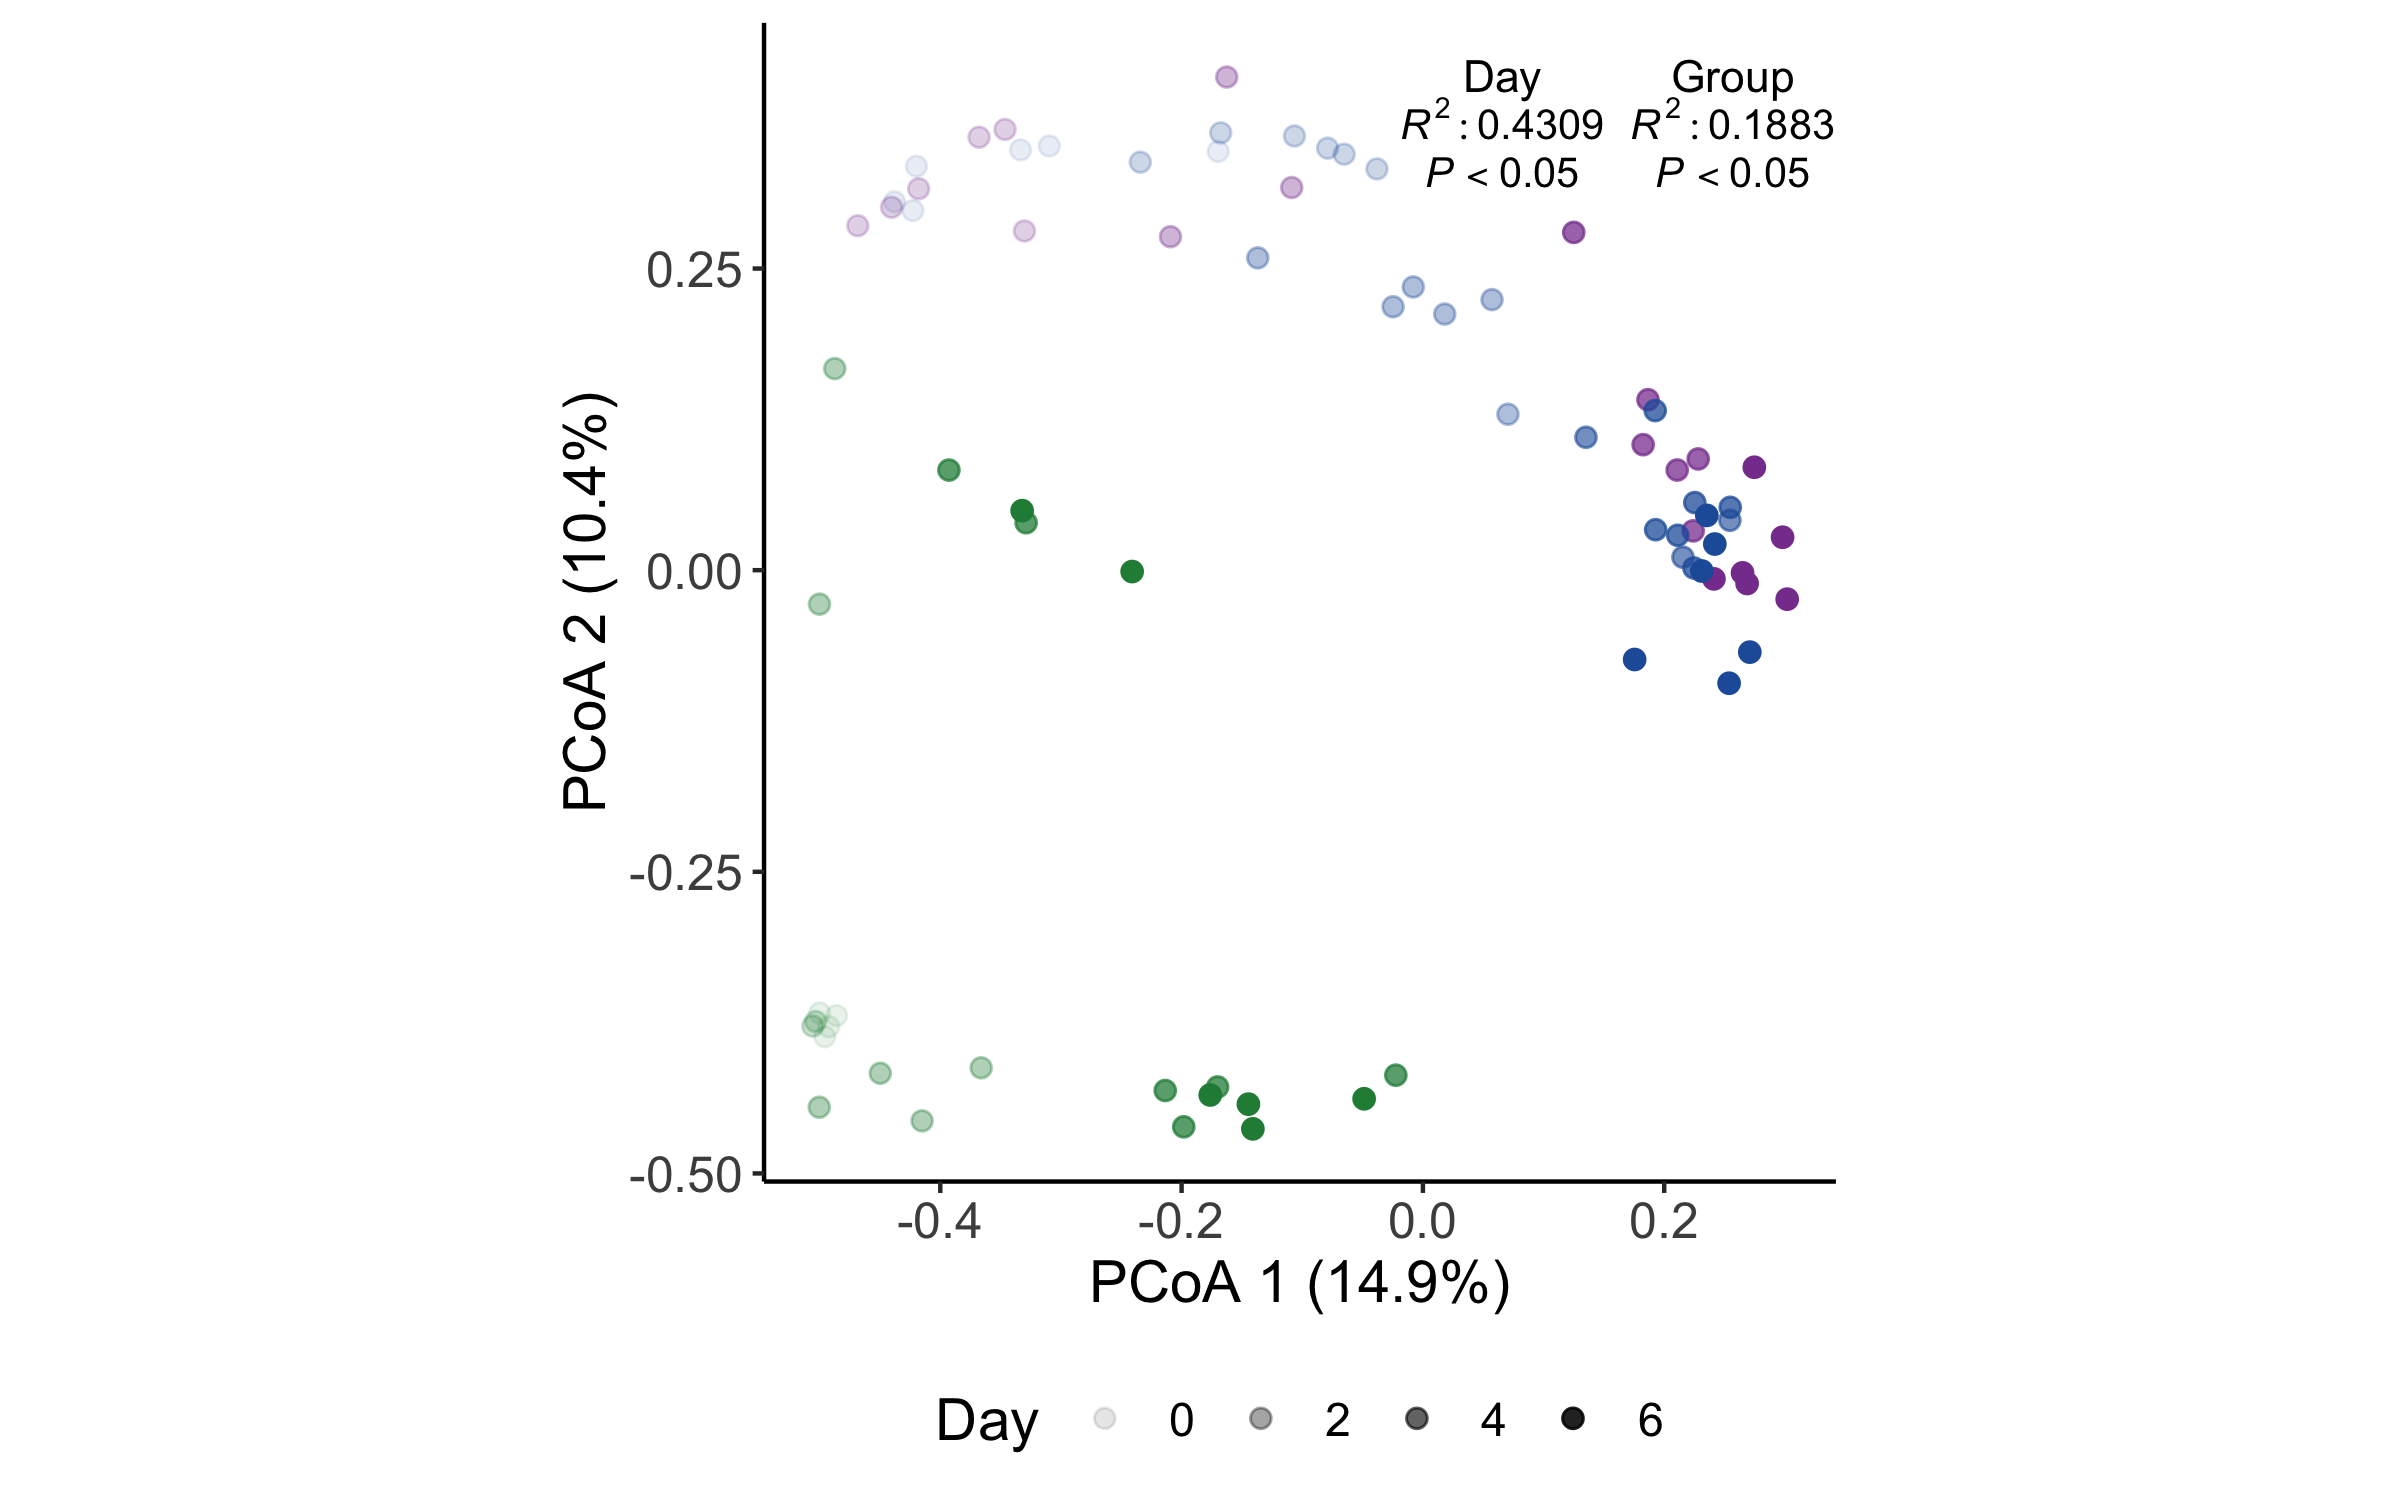 Day Group
R2 : 0.4309 R2 : 0.1883
P < 0.05 P < 0.05
PCoA 2 (10.4%)
0.25
0.00
-0.25
-0.50
-0.4 -0.2 0.0 0.2
PCoA 1 (14.9%)
Day 0 2 4 6